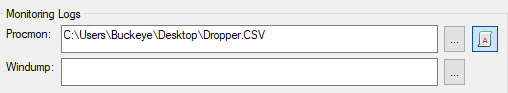 Monitoring Logs
Procmon: C:\Users\Buckeye\Desktop\Dropper.CSV ... A
Windump: ...